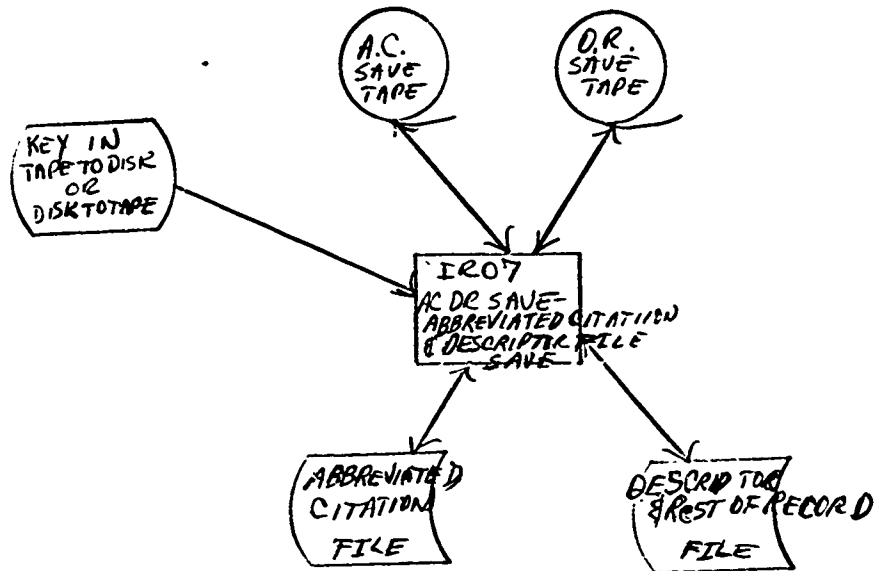 A.C.
SAVE
TAPE
D.R.
SAVE
TAPE
KEY IN
TAPE TO DISK
OR
DISK TO TAPE
IR07
AC DR SAVE-
ABBREVIATED CITATIION
& DESCRIPTOR FILE
SAVE
ABBREVIATED
CITATION
FILE
DESCRIPTOR
& REST OF RECORD
FILE